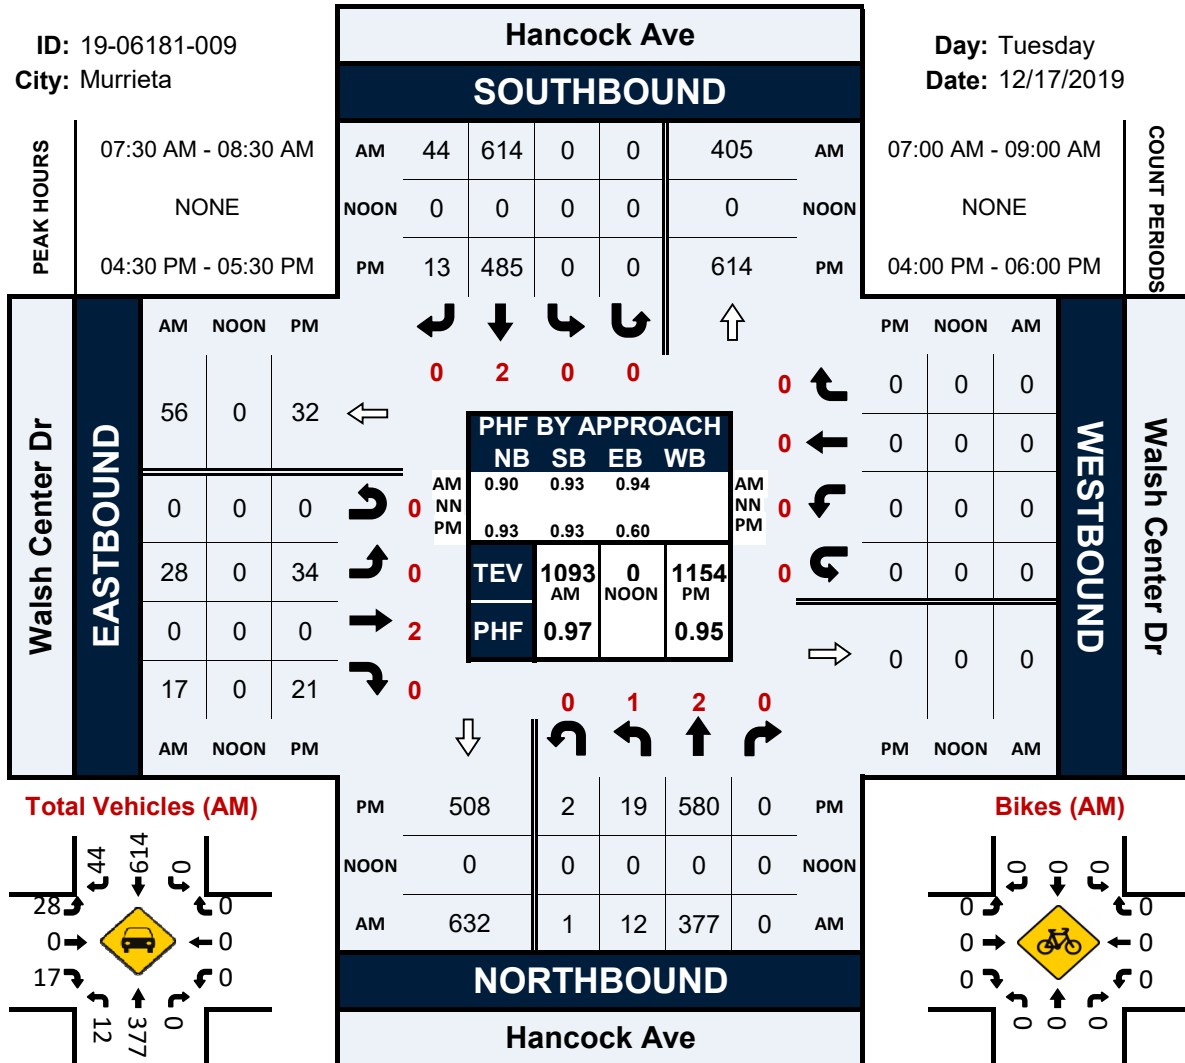 Hancock Ave
ID: 19-06181-009
Day: Tuesday
City: Murrieta
Date: 12/17/2019
SOUTHBOUND
PEAK HOURS
07:30 AM - 08:30 AM
NONE
04:30 PM - 05:30 PM
AM 44 614 0 0 405 AM
NOON 0 0 0 0 0 NOON
PM 13 485 0 0 614 PM
07:00 AM - 09:00 AM
NONE
04:00 PM - 06:00 PM
COUNT PERIODS
0 2 0 0
Walsh Center Dr
EASTBOUND
AM NOON PM
56 0 32
0 0 0 0
28 0 34 0
0 0 0 2
17 0 21 0
AM NOON PM
PHF BY APPROACH
NB SB EB WB
AM 0.90 0.93 0.94 AM
NN NN
PM 0.93 0.93 0.60 PM
TEV 1093 0 1154
AM NOON PM
PHF 0.97 0.95
PM NOON AM
0 0 0 0
0 0 0 0
0 0 0 0
0 0 0 0
0 0 0
PM NOON AM
WESTBOUND
Walsh Center Dr
0 1 2 0
PM 508 2 19 580 0 PM
NOON 0 0 0 0 0 NOON
AM 632 1 12 377 0 AM
NORTHBOUND
Hancock Ave
Total Vehicles (AM)
44 614 0
28 0
0 0
17 0
12 377 0
Bikes (AM)
0 0 0
0 0
0 0
0 0
0 0 0